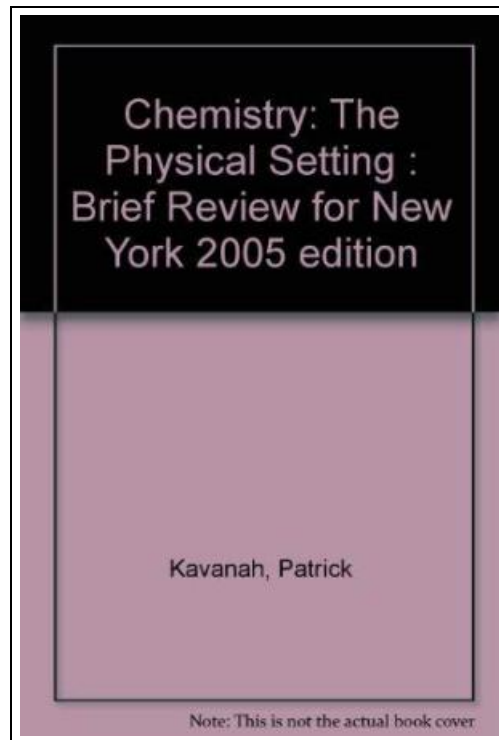 Chemistry: The
Physical Setting :
Brief Review for New
York 2005 edition
Kavanah, Patrick
Note: This is not the actual book cover